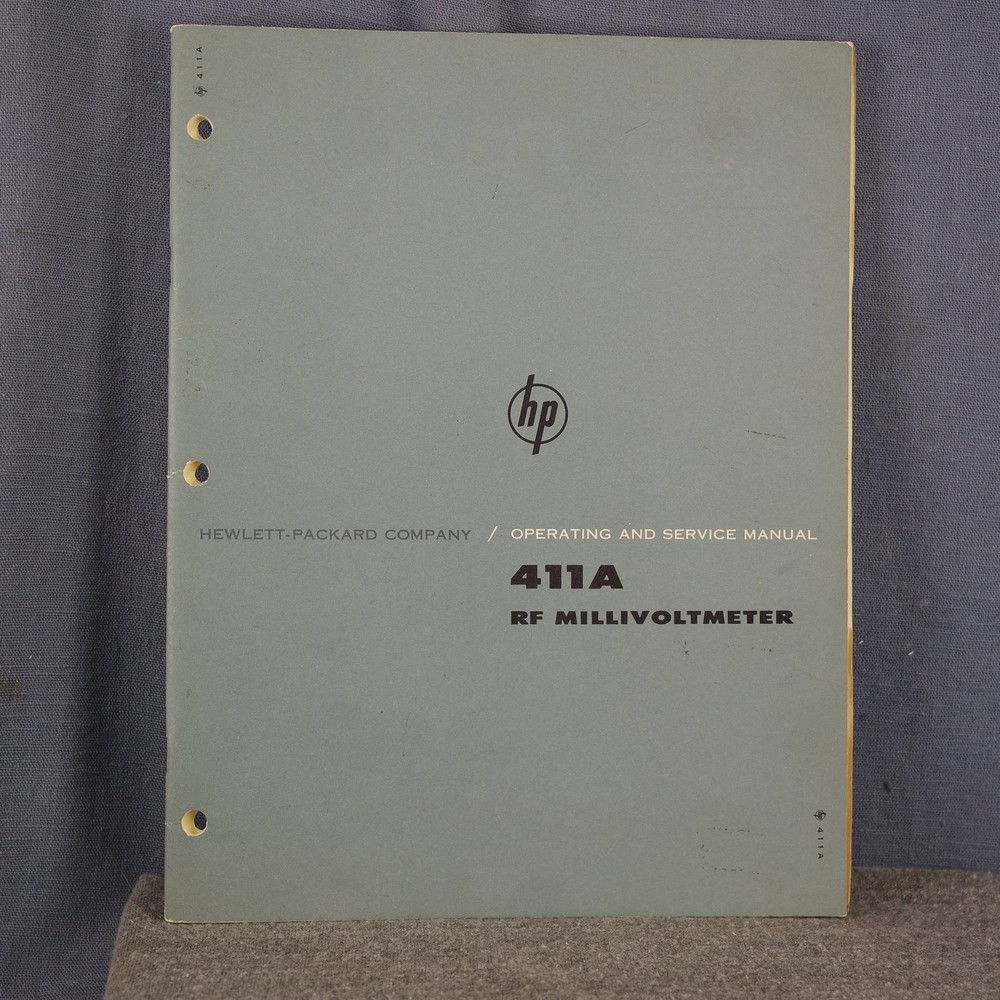 hp 411A
hp
HEWLETT-PACKARD COMPANY / OPERATING AND SERVICE MANUAL
411A
RF MILLIVOLTMETER
hp 411A